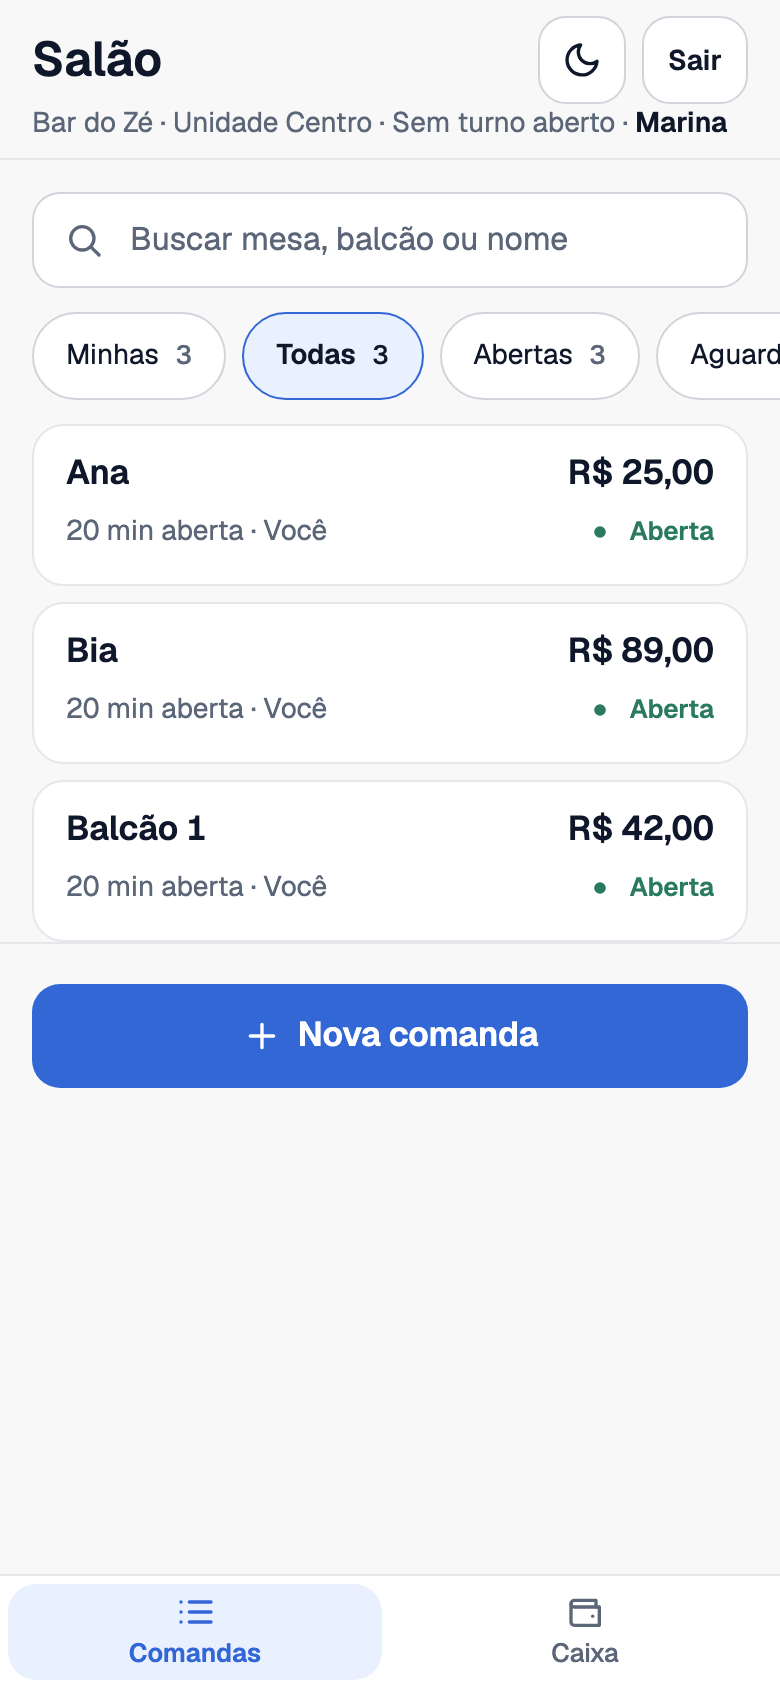 Salão
Sair
Bar do Zé · Unidade Centro · Sem turno aberto · Marina
Buscar mesa, balcão ou nome
Minhas 3
Todas 3
Abertas 3
Aguard
Ana
R$ 25,00
20 min aberta · Você
Aberta
Bia
R$ 89,00
20 min aberta · Você
Aberta
Balcão 1
R$ 42,00
20 min aberta · Você
Aberta
Nova comanda
Comandas
Caixa